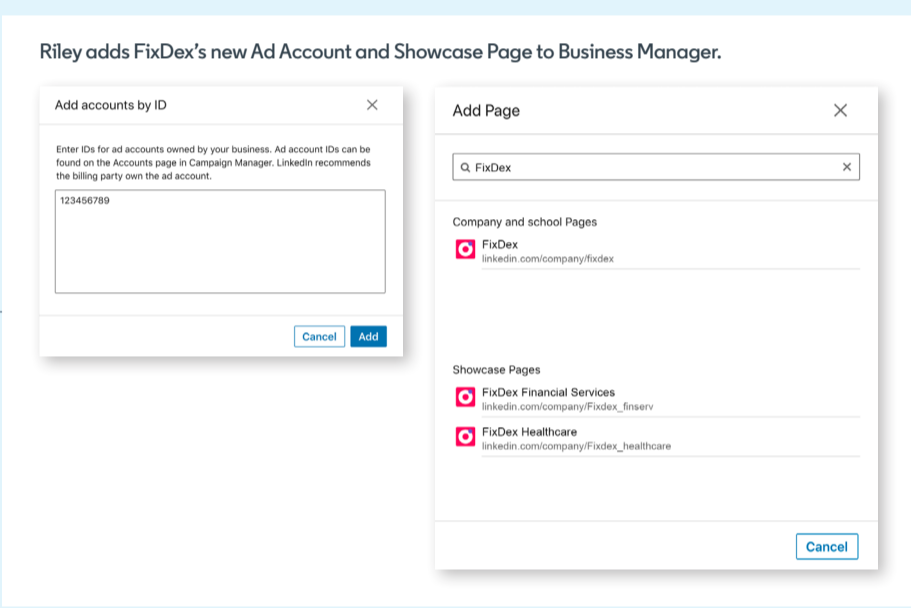 Riley adds FixDex's new Ad Account and Showcase Page to Business Manager.
Add accounts by ID
Enter IDs for ad accounts owned by your business. Ad account IDs can be
found on the Accounts page in Campaign Manager. LinkedIn recommends
the billing party own the ad account.
123456789
Cancel
Add
Add Page
FixDex
Company and school Pages
FixDex
linkedin.com/company/fixdex
Showcase Pages
FixDex Financial Services
linkedin.com/company/Fixdex_finserv
FixDex Healthcare
linkedin.com/company/Fixdex_healthcare
Cancel